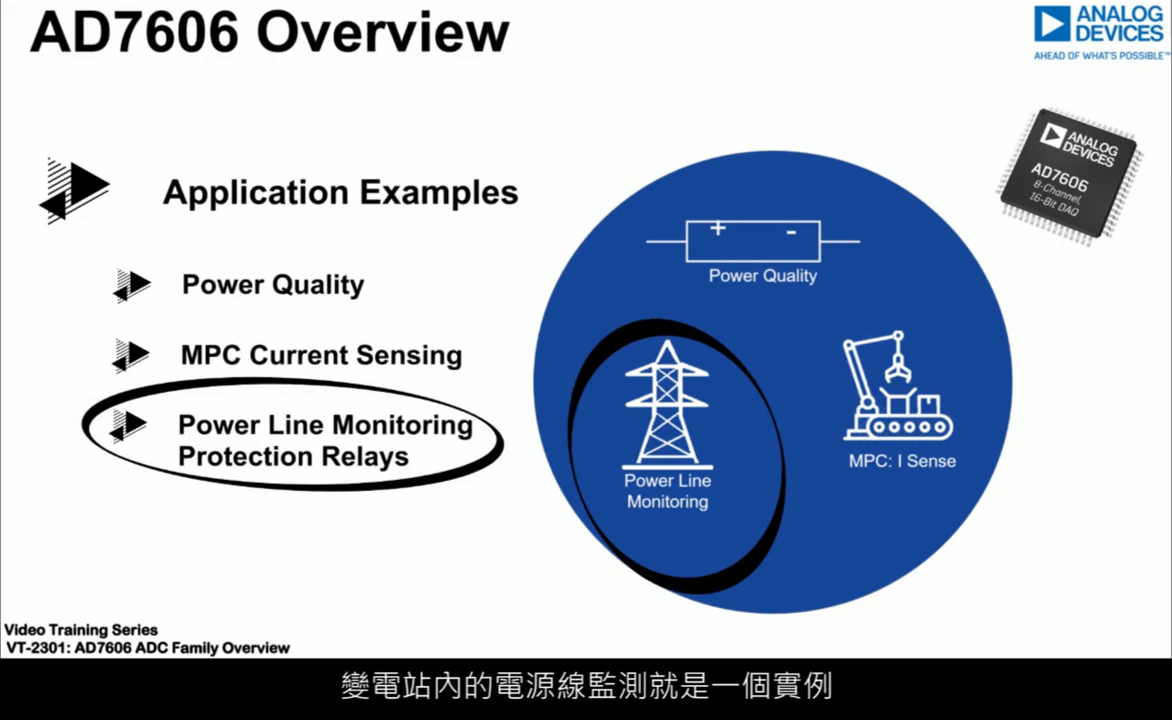 AD7606 Overview
ANALOG
DEVICES
AHEAD OF WHAT'S POSSIBLE™
ANALOG
DEVICES
AD7606
8-Channel,
16-Bit DAQ
Application Examples
Power Quality
MPC Current Sensing
Power Line Monitoring
Protection Relays
+ -
Power Quality
MPC: I Sense
Power Line
Monitoring
Video Training Series
VT-2301: AD7606 ADC Family Overview
變電站內的電源線監測就是一個實例